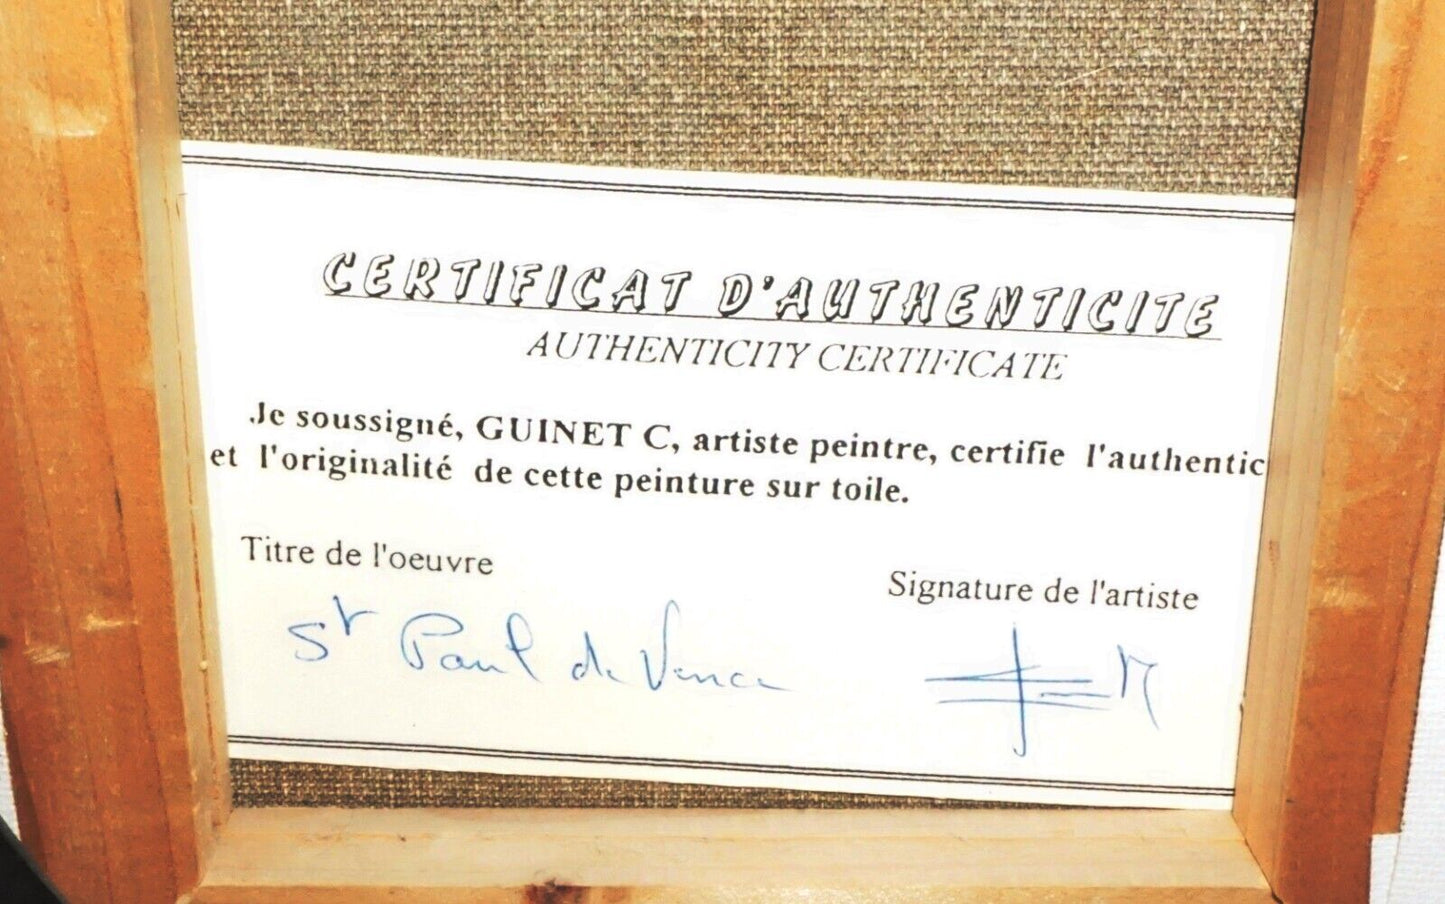 CERTIFICAT D'AUTHENTICITE
AUTHENTICITY CERTIFICATE
Je soussigné, GUINET C, artiste peintre, certifie l'authentic
et l'originalité de cette peinture sur toile.
Titre de l'oeuvre
Signature de l'artiste
St Paul de Vence